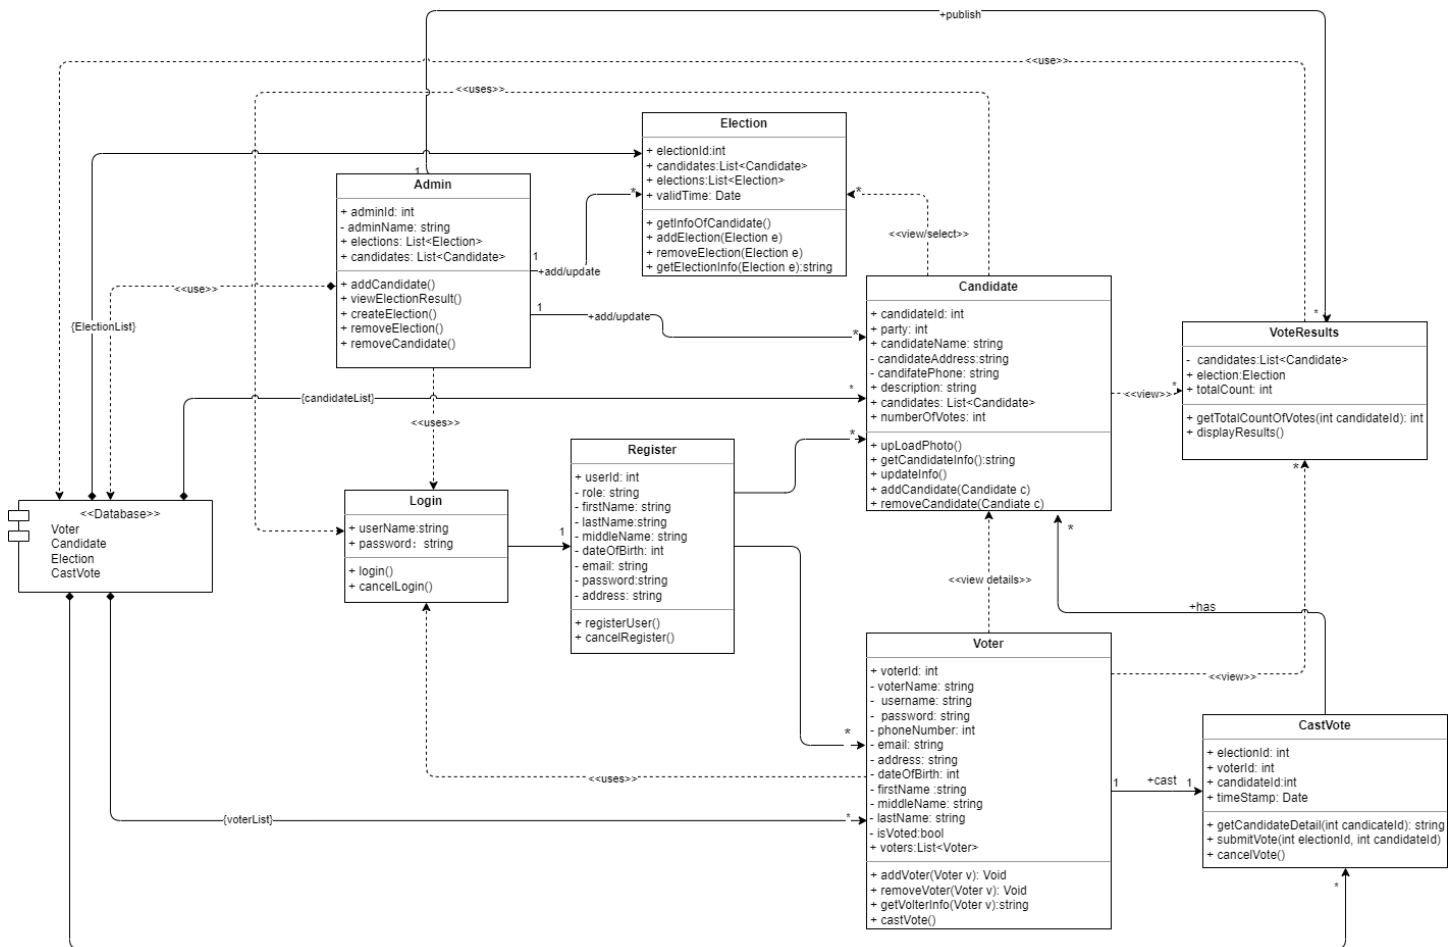 +publish
<<use>>
<<uses>>
Election
+ electionId:int
+ candidates:List<Candidate>
+ elections:List<Election>
+ validTime: Date
+ getInfoOfCandidate()
+ addElection(Election e)
+ removeElection(Election e)
+ getElectionInfo(Election e):string
1
Admin
+ adminId: int
- adminName: string
+ elections: List<Election>
+ candidates: List<Candidate>
+ addCandidate()
+ viewElectionResult()
+ createElection()
+ removeElection()
+ removeCandidate()
*
*
<<view/select>>
1
+add/update
1
+add/update
*
<<use>>
{ElectionList}
Candidate
+ candidateId: int
+ party: int
+ candidateName: string
- candidateAddress:string
- candifatePhone: string
+ description: string
+ candidates: List<Candidate>
+ numberOfVotes: int
+ upLoadPhoto()
+ getCandidateInfo():string
+ updateInfo()
+ addCandidate(Candidate c)
+ removeCandidate(Candiate c)
*
VoteResults
- candidates:List<Candidate>
+ election:Election
+ totalCount: int
+ getTotalCountOfVotes(int candidateId): int
+ displayResults()
<<view>>
*
{candidateList}
*
<<uses>>
*
*
Register
+ userId: int
- role: string
- firstName: string
- lastName:string
- middleName: string
- dateOfBirth: int
- email: string
- password:string
- address: string
+ registerUser()
+ cancelRegister()
Login
+ userName:string
+ password: string
+ login()
+ cancelLogin()
1
<<Database>>
Voter
Candidate
Election
CastVote
*
<<view details>>
+has
Voter
+ voterId: int
- voterName: string
- username: string
- password: string
- phoneNumber: int
- email: string
- address: string
- dateOfBirth: int
- firstName :string
- middleName: string
- lastName: string
- isVoted:bool
+ voters:List<Voter>
+ addVoter(Voter v): Void
+ removeVoter(Voter v): Void
+ getVolterInfo(Voter v):string
+ castVote()
<<view>>
*
<<uses>>
{voterList}
*
1
+cast
1
CastVote
+ electionId: int
+ voterId: int
+ candidateId:int
+ timeStamp: Date
+ getCandidateDetail(int candicateId): string
+ submitVote(int electionId, int candidateId)
+ cancelVote()
*